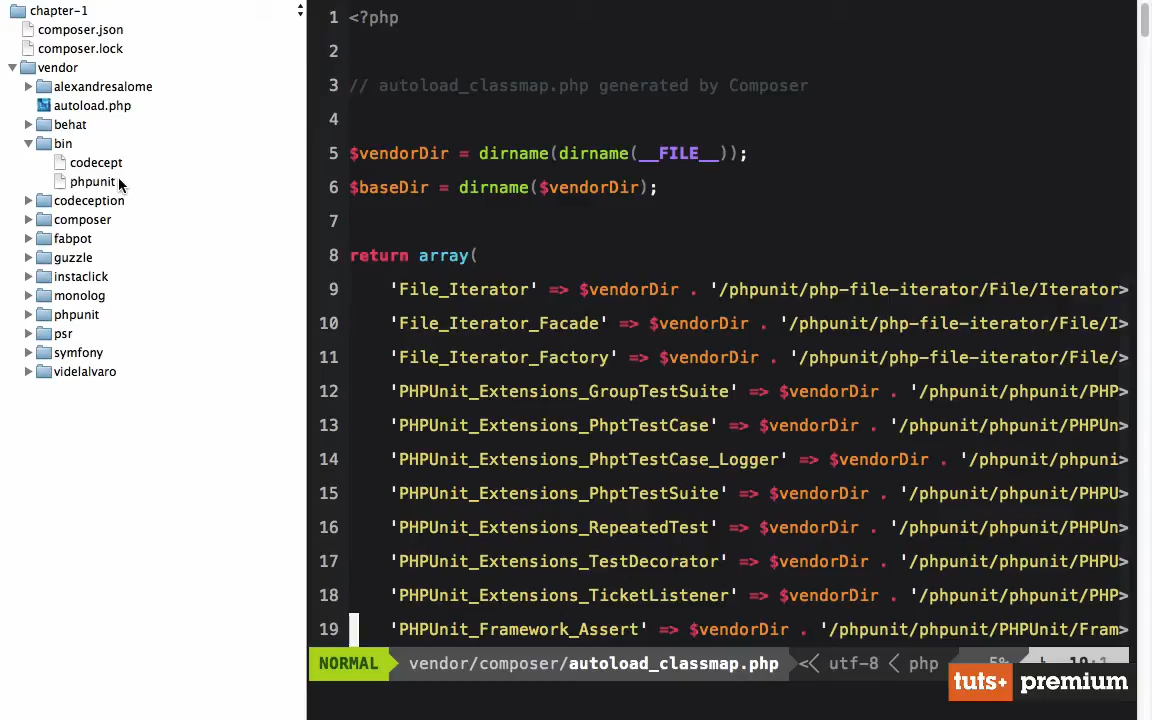 chapter-1
composer.json
composer.lock
vendor
alexandresalome
autoload.php
behat
bin
codecept
phpunit
codeception
composer
fabpot
guzzle
instaclick
monolog
phpunit
psr
symfony
videlalvaro
1 <?php
2
3 // autoload_classmap.php generated by Composer
4
5 $vendorDir = dirname(dirname(__FILE__));
6 $baseDir = dirname($vendorDir);
7
8 return array(
9 'File_Iterator' => $vendorDir . '/phpunit/php-file-iterator/File/Iterator>
10 'File_Iterator_Facade' => $vendorDir . '/phpunit/php-file-iterator/File/I>
11 'File_Iterator_Factory' => $vendorDir . '/phpunit/php-file-iterator/File/>
12 'PHPUnit_Extensions_GroupTestSuite' => $vendorDir . '/phpunit/phpunit/PHP>
13 'PHPUnit_Extensions_PhptTestCase' => $vendorDir . '/phpunit/phpunit/PHPUn>
14 'PHPUnit_Extensions_PhptTestCase_Logger' => $vendorDir . '/phpunit/phpuni>
15 'PHPUnit_Extensions_PhptTestSuite' => $vendorDir . '/phpunit/phpunit/PHPU>
16 'PHPUnit_Extensions_RepeatedTest' => $vendorDir . '/phpunit/phpunit/PHPUn>
17 'PHPUnit_Extensions_TestDecorator' => $vendorDir . '/phpunit/phpunit/PHPU>
18 'PHPUnit_Extensions_TicketListener' => $vendorDir . '/phpunit/phpunit/PHP>
19 'PHPUnit_Framework_Assert' => $vendorDir . '/phpunit/phpunit/PHPUnit/Fram>
NORMAL vendor/composer/autoload_classmap.php < utf-8 < php
tuts+ premium